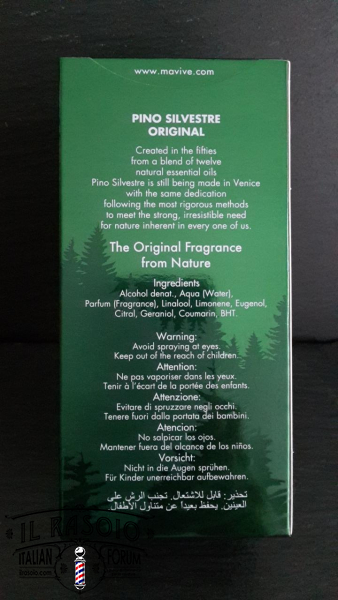 www.mavive.com
PINO SILVESTRE
ORIGINAL
Created in the fifties
from a blend of twelve
natural essential oils
Pino Silvestre is still being made in Venice
with the same dedication
following the most rigorous methods
to meet the strong, irresistible need
for nature inherent in every one of us.
The Original Fragrance
from Nature
Ingredients
Alcohol denat., Aqua (Water),
Parfum (Fragrance), Linalool, Limonene, Eugenol,
Citral, Geraniol, Coumarin, BHT.
Warning:
Avoid spraying at eyes.
Keep out of the reach of children.
Attention:
Ne pas vaporiser dans les yeux.
Tenir à l'écart de la portée des enfants.
Attenzione:
Evitare di spruzzare negli occhi.
Tenere fuori dalla portata dei bambini.
Atencion:
No salpicar los ojos.
Mantener fuera del alcance de los niños.
Vorsicht:
Nicht in die Augen sprühen.
Für Kinder unerreichbar aufbewahren.
تحذير: قابل للاشتعال. تجنب الرش على
العينين. يحفظ بعيداً عن متناول الأطفال.
IL RASOIO
ITALIAN FORUM
ilrasoio.com